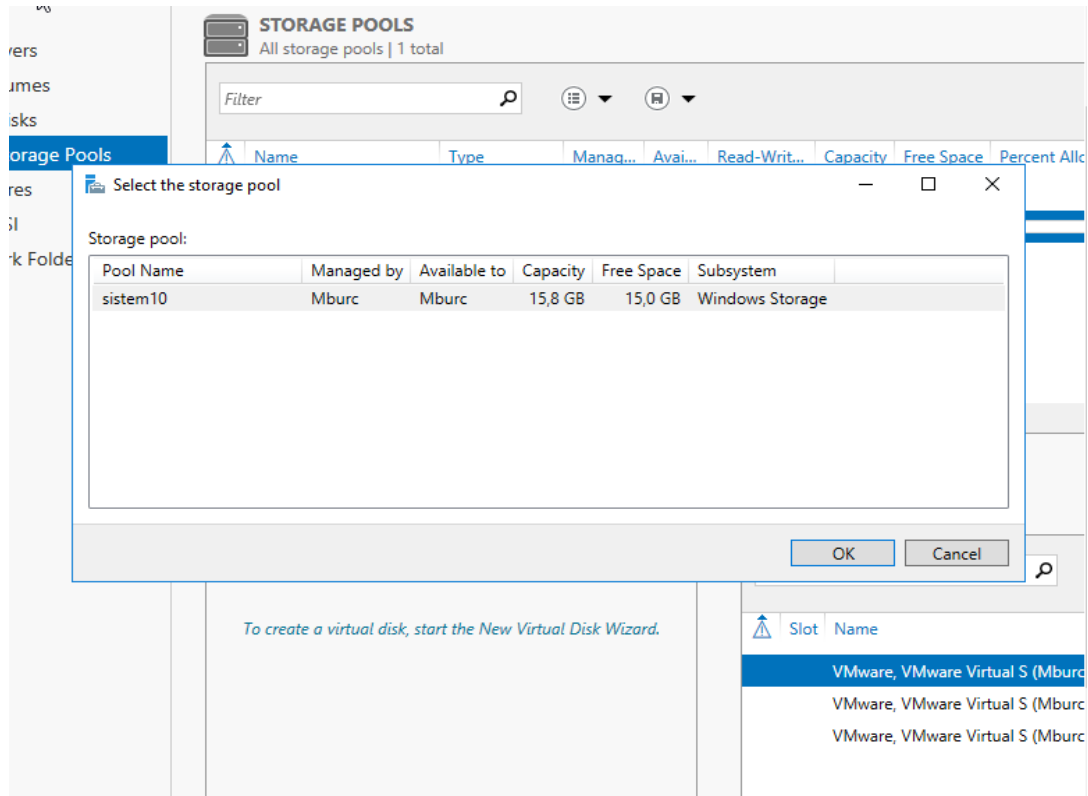 STORAGE POOLS
All storage pools | 1 total
vers
umes
isks
orage Pools
res
SI
rk Folde
Filter
Name Type Manag... Avai... Read-Writ... Capacity Free Space Percent Allo
Select the storage pool
Storage pool:
Pool Name Managed by Available to Capacity Free Space Subsystem
sistem10 Mburc Mburc 15,8 GB 15,0 GB Windows Storage
OK Cancel
To create a virtual disk, start the New Virtual Disk Wizard.
Slot Name
VMware, VMware Virtual S (Mburc
VMware, VMware Virtual S (Mburc
VMware, VMware Virtual S (Mburc